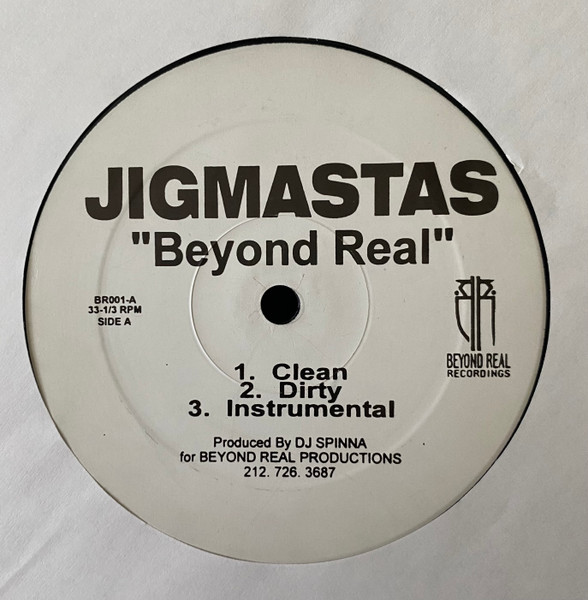 JIGMASTAS
"Beyond Real"
BR001-A
33-1/3 RPM
SIDE A
BEYOND REAL
RECORDINGS
1. Clean
2. Dirty
3. Instrumental
Produced By DJ SPINNA
for BEYOND REAL PRODUCTIONS
212. 726. 3687